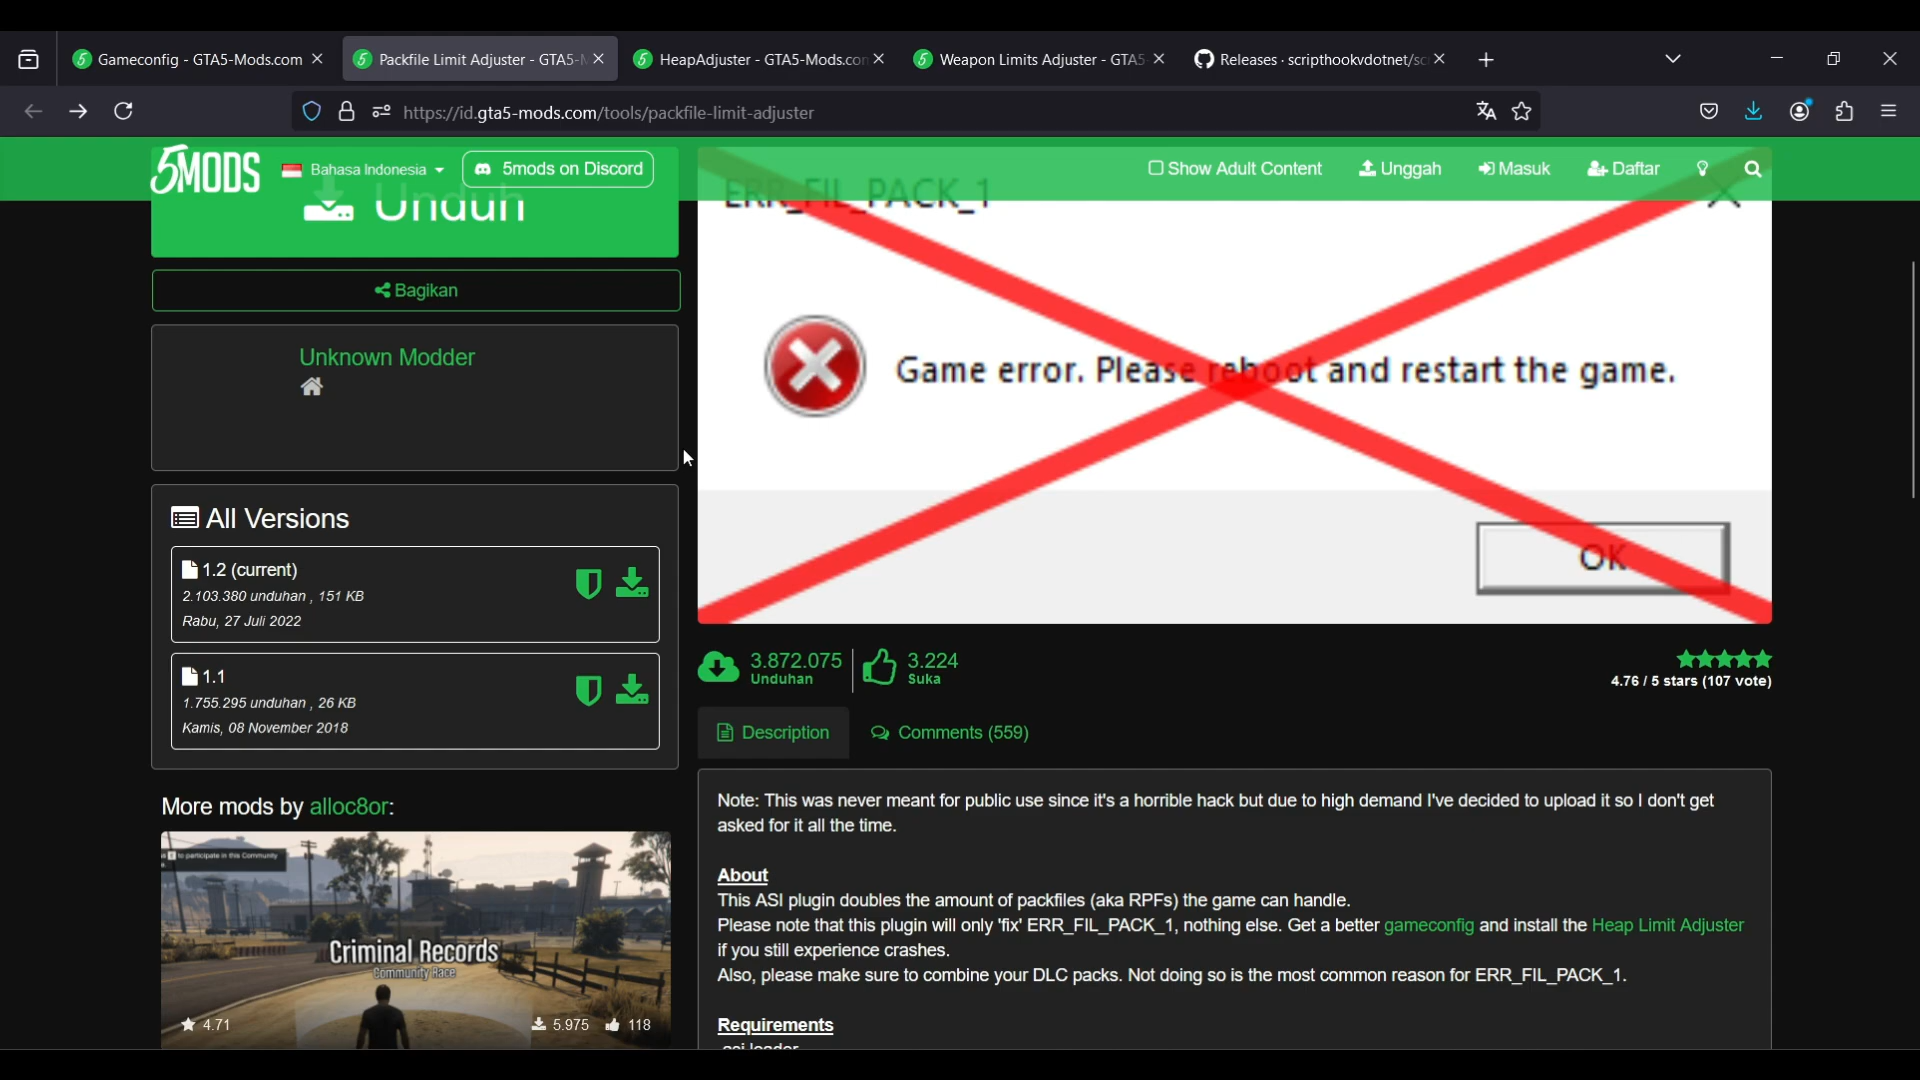 Gameconfig - GTA5-Mods.com
Packfile Limit Adjuster - GTA5-M
HeapAdjuster - GTA5-Mods.com
Weapon Limits Adjuster - GTA5
Releases · scripthookvdotnet/sc
https://id.gta5-mods.com/tools/packfile-limit-adjuster
5MODS
Bahasa Indonesia
5mods on Discord
Show Adult Content
Unggah
Masuk
Daftar
Unduh
ERR_FIL_PACK_1
Bagikan
Unknown Modder
Game error. Please reboot and restart the game.
OK
All Versions
1.2 (current)
2.103.380 unduhan , 151 KB
Rabu, 27 Juli 2022
1.1
1.755.295 unduhan , 26 KB
Kamis, 08 November 2018
3.872.075
Unduhan
3.224
Suka
4.76 / 5 stars (107 vote)
Description
Comments (559)
More mods by alloc8or:
to participate in this Community
Criminal Records
Community Race
4.71
5.975
118
Note: This was never meant for public use since it's a horrible hack but due to high demand I've decided to upload it so I don't get
asked for it all the time.
About
This ASI plugin doubles the amount of packfiles (aka RPFs) the game can handle.
Please note that this plugin will only 'fix' ERR_FIL_PACK_1, nothing else. Get a better gameconfig and install the Heap Limit Adjuster
if you still experience crashes.
Also, please make sure to combine your DLC packs. Not doing so is the most common reason for ERR_FIL_PACK_1.
Requirements
asi loader